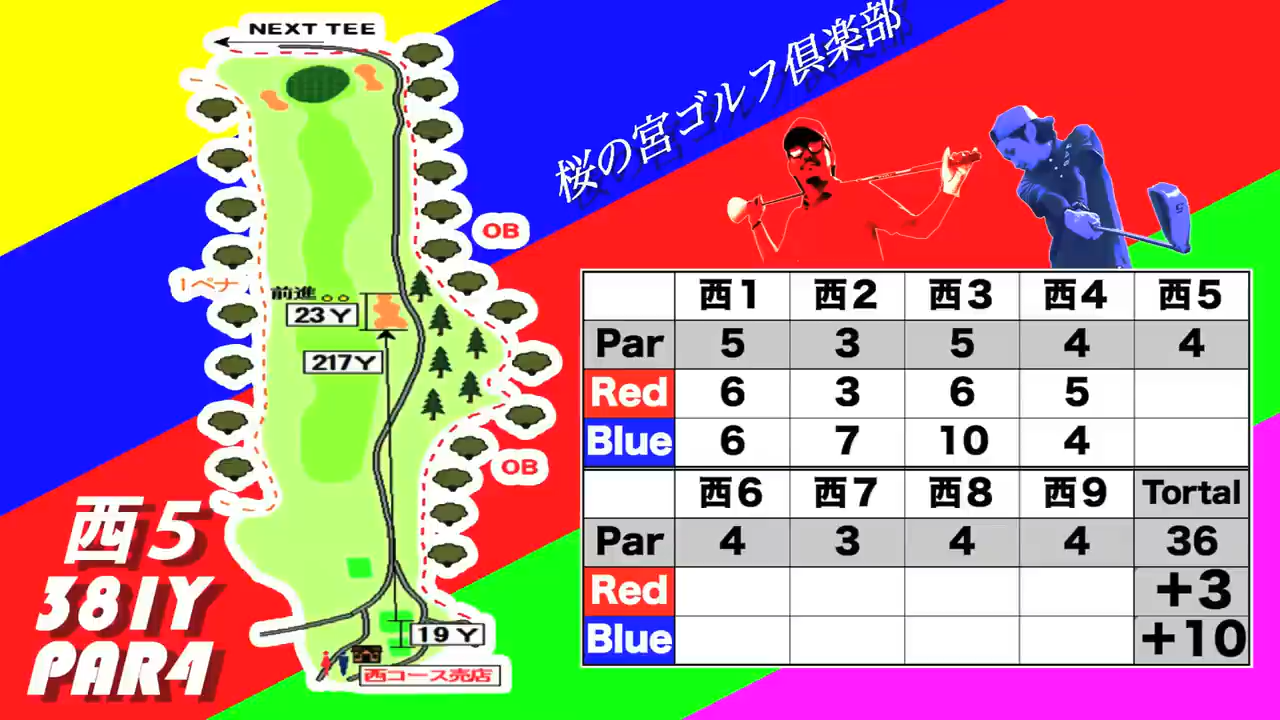 NEXT TEE
桜の宮ゴルフ倶楽部
OB
1ペナ
前進
23Y
217Y
OB
19Y
西コース売店
西5
381Y
PAR4
西1 西2 西3 西4 西5
Par 5 3 5 4 4
Red 6 3 6 5
Blue 6 7 10 4
西6 西7 西8 西9 Tortal
Par 4 3 4 4 36
Red +3
Blue +10